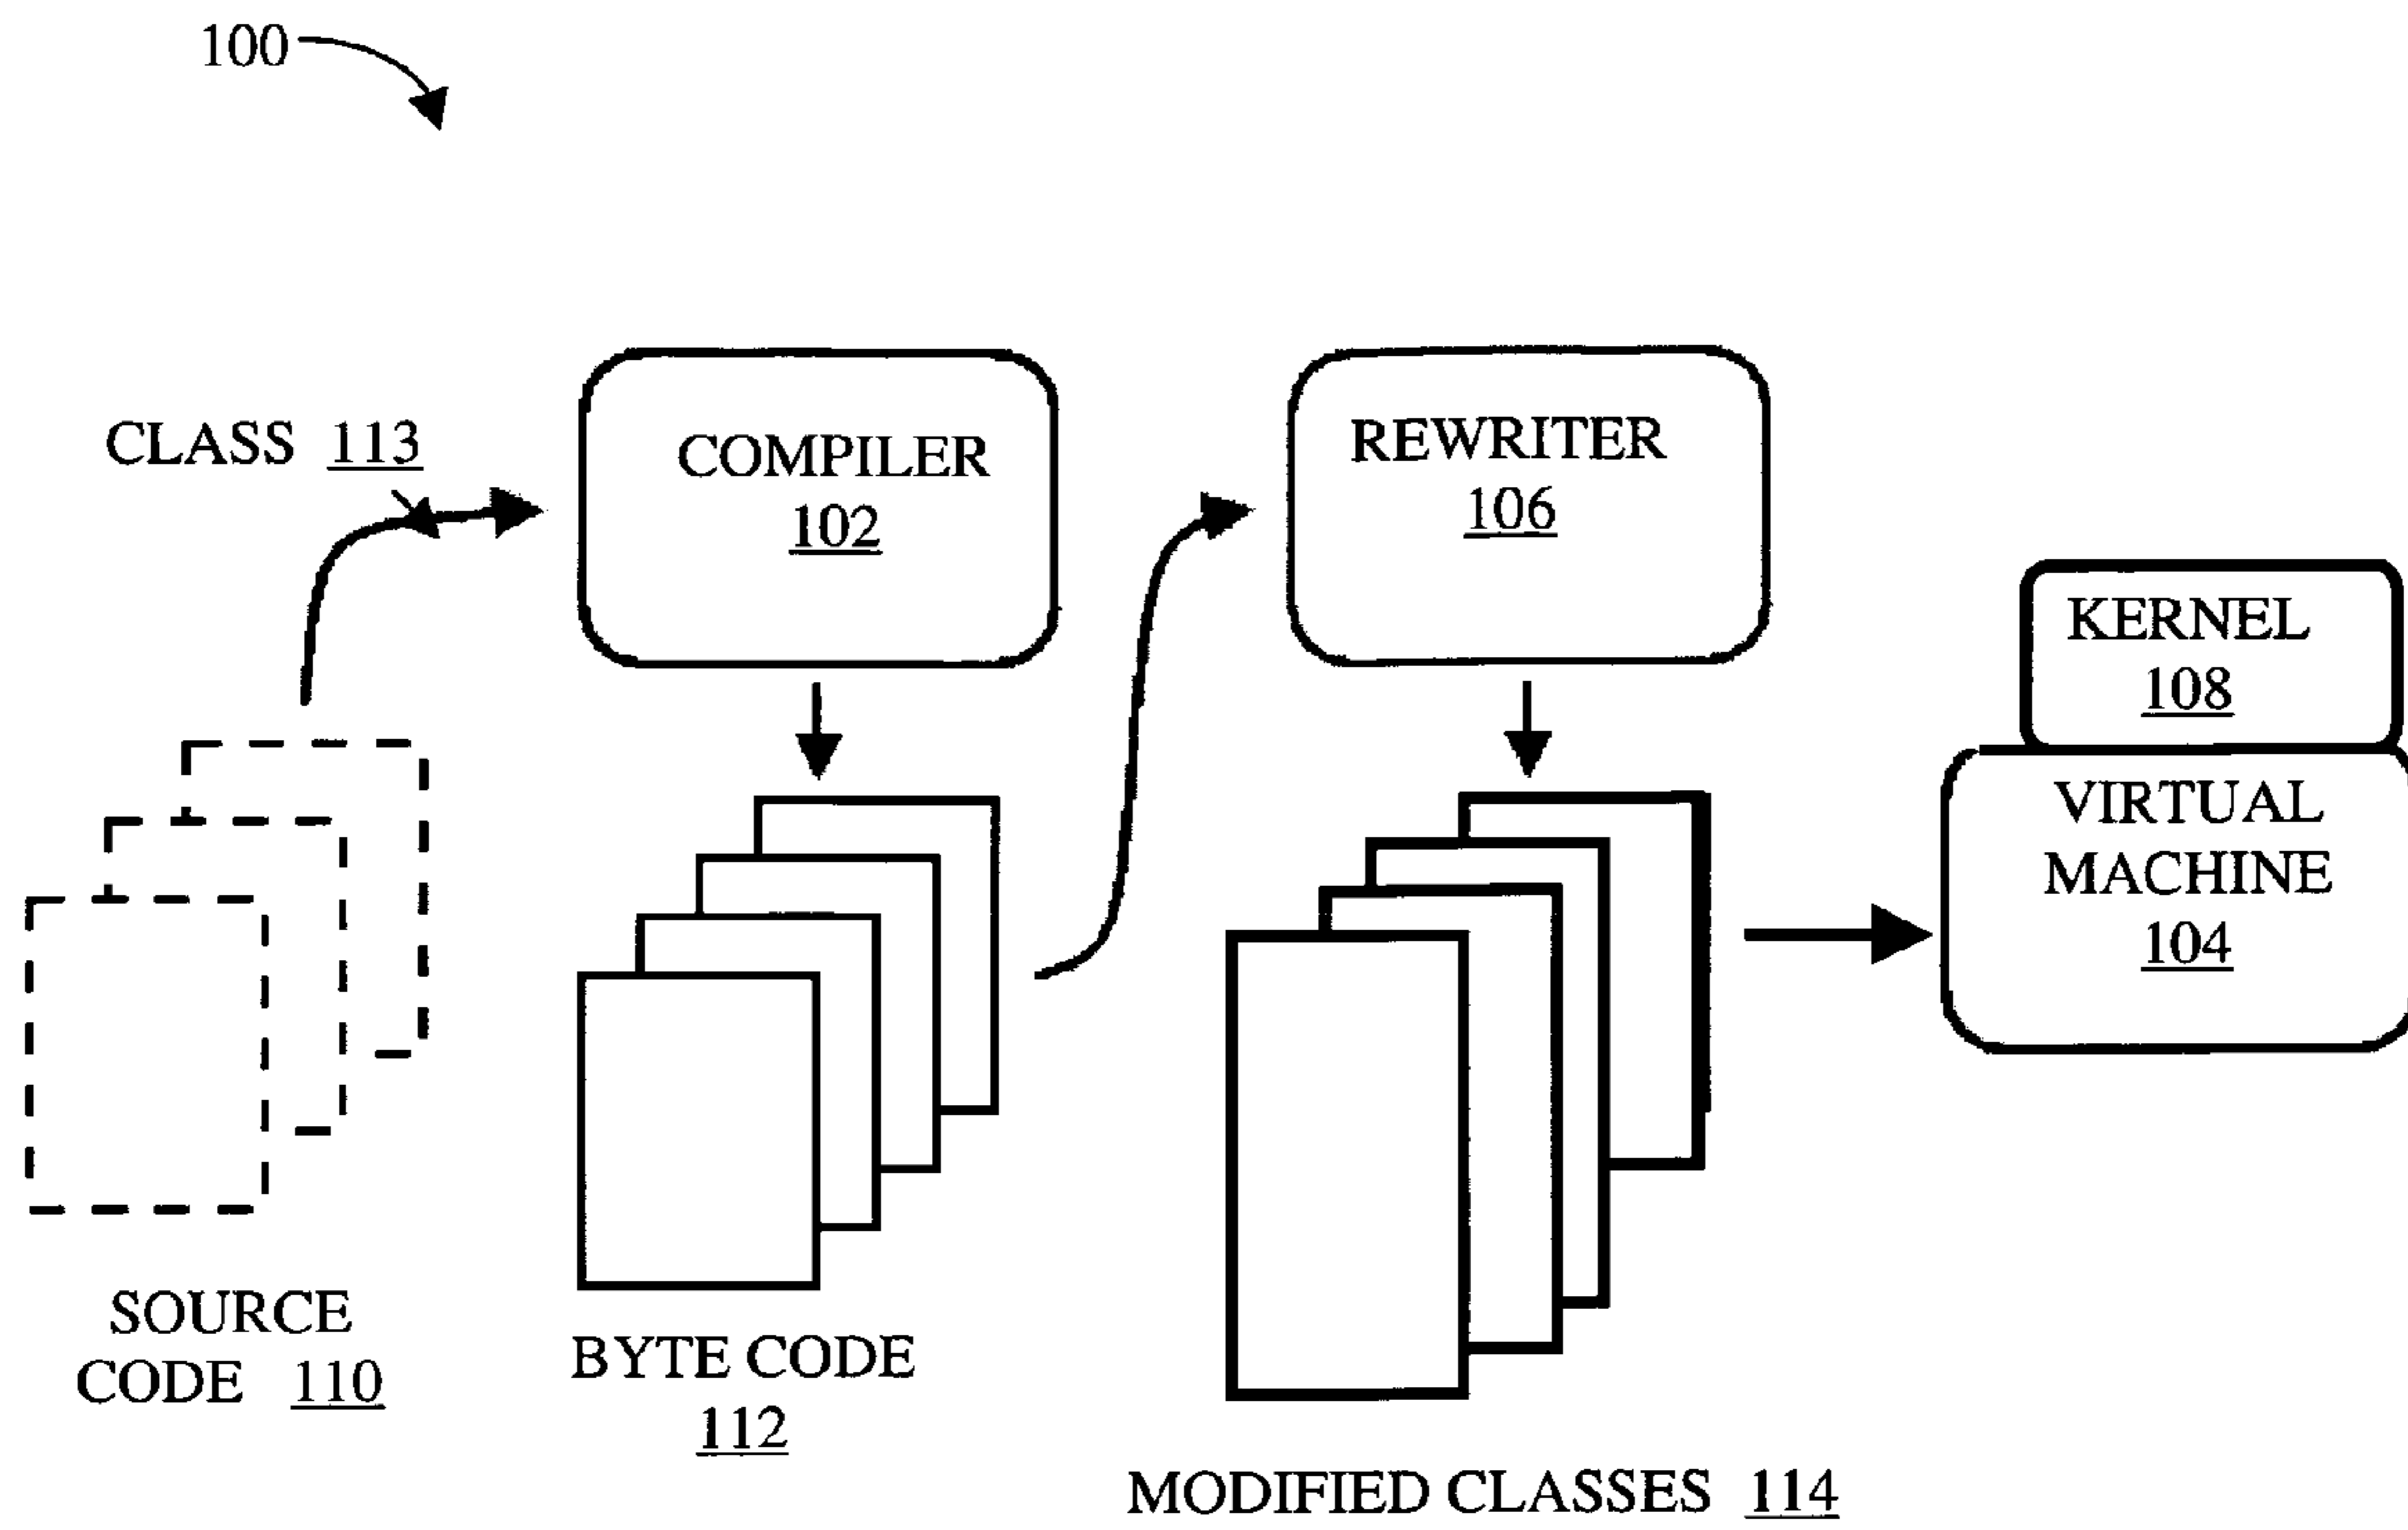 100
CLASS 113
COMPILER
102
REWRITER
106
KERNEL
108
VIRTUAL
MACHINE
104
SOURCE
CODE 110
BYTE CODE
112
MODIFIED CLASSES 114